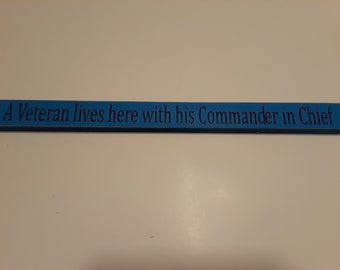 A Veteran lives here with his Commander in Chief